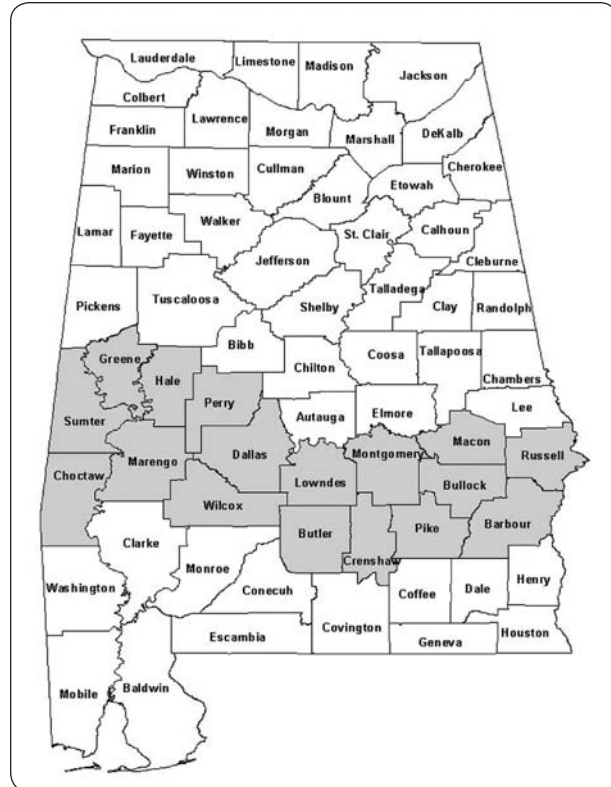 Lauderdale
Limestone
Madison
Jackson
Colbert
Lawrence
Franklin
Morgan
Marshall
DeKalb
Cherokee
Marion
Winston
Cullman
Etowah
Blount
Lamar
Fayette
Walker
St. Clair
Calhoun
Jefferson
Cleburne
Talladega
Pickens
Tuscaloosa
Shelby
Clay
Randolph
Bibb
Greene
Hale
Chilton
Coosa
Tallapoosa
Chambers
Perry
Sumter
Autauga
Elmore
Lee
Macon
Marengo
Dallas
Montgomery
Russell
Choctaw
Lowndes
Bullock
Wilcox
Butler
Pike
Barbour
Clarke
Crenshaw
Monroe
Washington
Conecuh
Coffee
Dale
Henry
Escambia
Covington
Geneva
Houston
Mobile
Baldwin